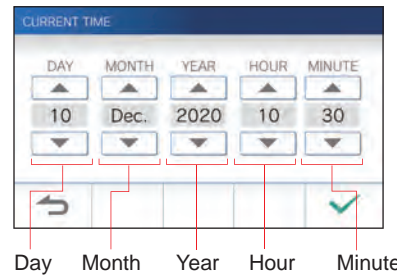 CURRENT TIME
DAY MONTH YEAR HOUR MINUTE
10 Dec. 2020 10 30
Day Month Year Hour Minute